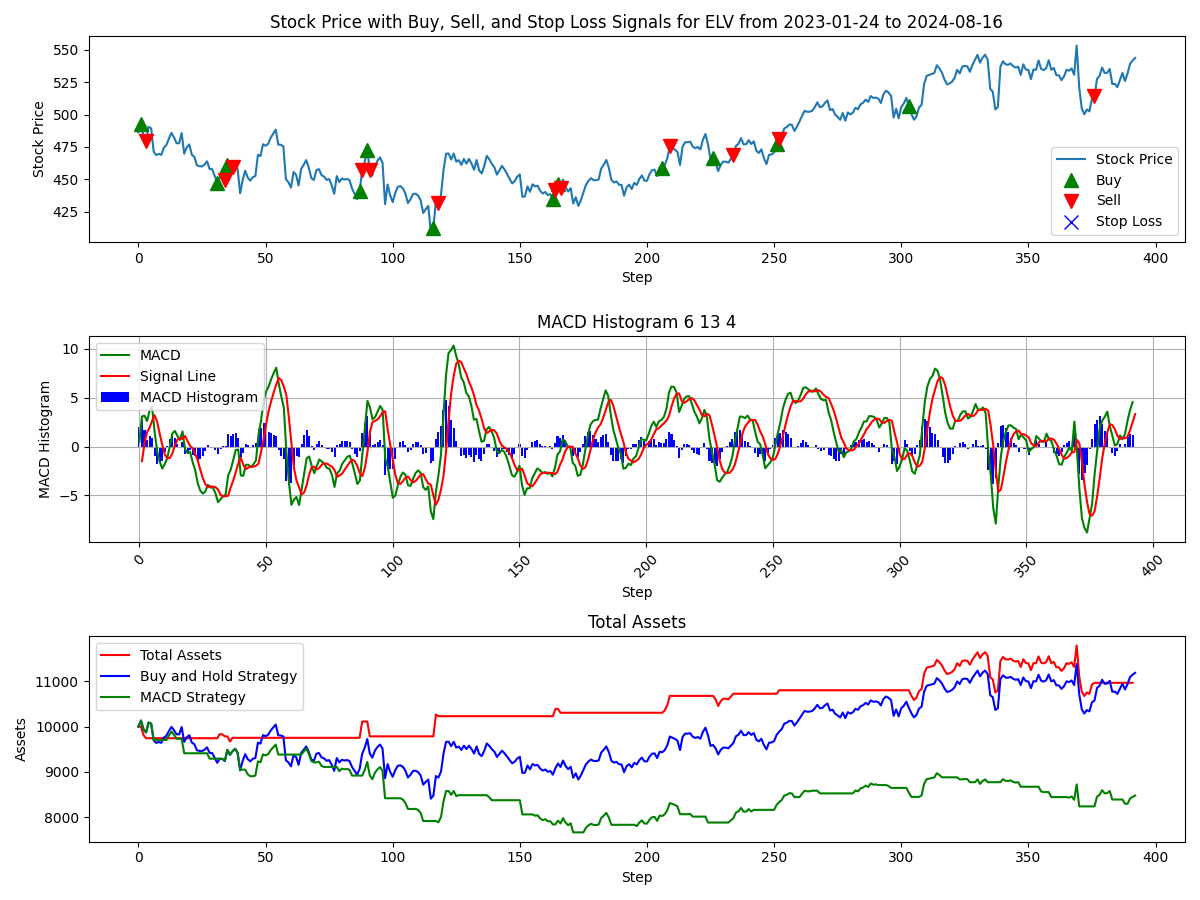 Stock Price with Buy, Sell, and Stop Loss Signals for ELV from 2023-01-24 to 2024-08-16
Stock Price
550
525
500
475
450
425
Stock Price
Buy
Sell
Stop Loss
0 50 100 150 200 250 300 350 400
Step
MACD Histogram 6 13 4
MACD Histogram
10
5
0
−5
MACD
Signal Line
MACD Histogram
0 50 100 150 200 250 300 350 400
Step
Total Assets
Assets
11000
10000
9000
8000
Total Assets
Buy and Hold Strategy
MACD Strategy
0 50 100 150 200 250 300 350 400
Step